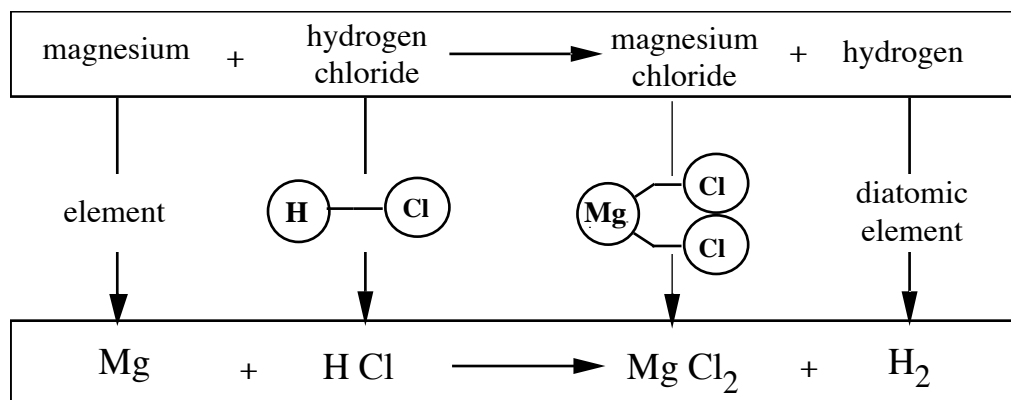 magnesium + hydrogen chloride → magnesium chloride + hydrogen
element H Cl Mg Cl Cl diatomic element
Mg + H Cl → Mg Cl2 + H2